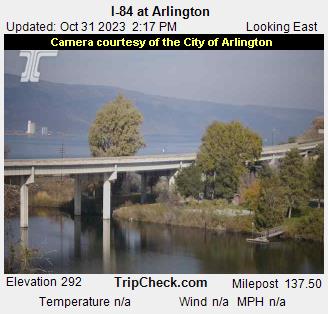 I-84 at Arlington
Updated: Oct 31 2023 2:17 PM Looking East
Camera courtesy of the City of Arlington
Elevation 292 TripCheck.com Milepost 137.50
Temperature n/a Wind n/a MPH n/a